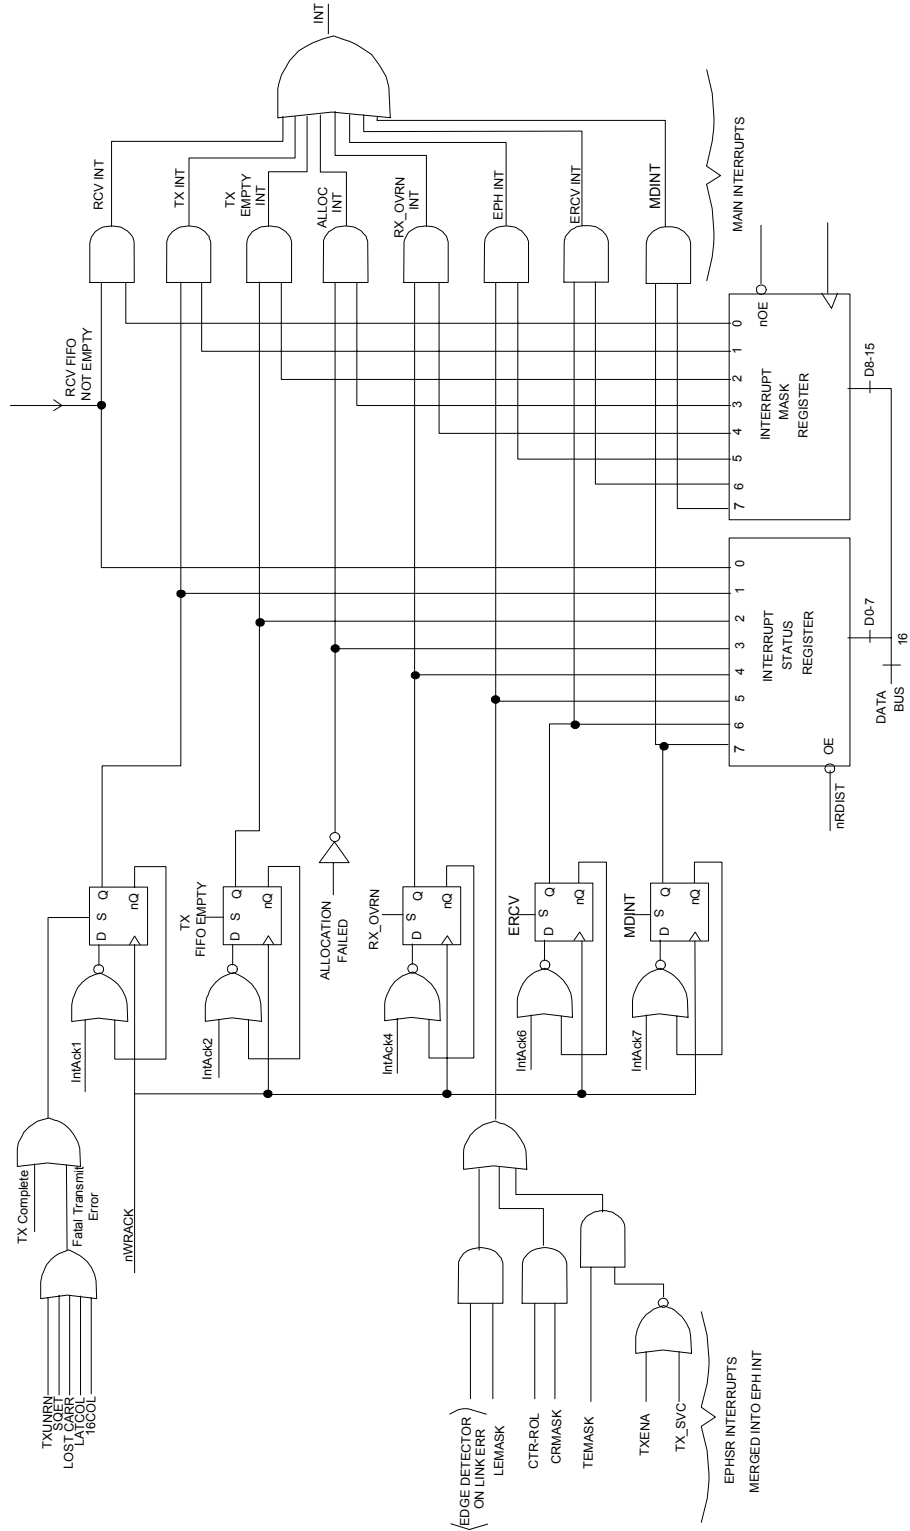 INT
RCV INT
TX INT
TX
EMPTY
INT
ALLOC
INT
RX_OVRN
INT
EPH INT
ERCV INT
MDINT
MAIN INTERRUPTS
RCV FIFO
NOT EMPTY
0
1
2
3
4
5
6
7
nOE
INTERRUPT
MASK
REGISTER
D8-15
0
1
2
3
4
5
6
7
OE
INTERRUPT
STATUS
REGISTER
D0-7
16
DATA
BUS
nRDIST
D
S
Q
nQ
IntAck1
TX
FIFO EMPTY
D
S
Q
nQ
IntAck2
ALLOCATION
FAILED
RX_OVRN
D
S
Q
nQ
IntAck4
ERCV
D
S
Q
nQ
IntAck6
MDINT
D
S
Q
nQ
IntAck7
TX Complete
Fatal Transmit
Error
nWRACK
TXUNRN
SQET
LOST CARR
LATCOL
16COL
EDGE DETECTOR
ON LINK ERR
LEMASK
CTR-ROL
CRMASK
TEMASK
TXENA
TX_SVC
EPHSR INTERRUPTS
MERGED INTO EPH INT